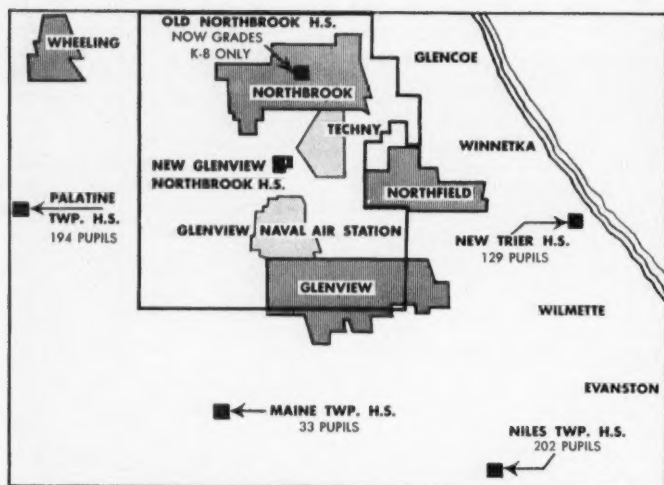 OLD NORTHBROOK H.S.
NOW GRADES
K-8 ONLY
WHEELING
GLENCOE
NORTHBROOK
TECHNY
WINNETKA
NEW GLENVIEW
NORTHBROOK H.S.
NORTHFIELD
PALATINE
TWP. H.S.
194 PUPILS
GLENVIEW NAVAL AIR STATION
NEW TRIER H.S.
129 PUPILS
GLENVIEW
WILMETTE
EVANSTON
MAINE TWP. H.S.
33 PUPILS
NILES TWP. H.S.
202 PUPILS